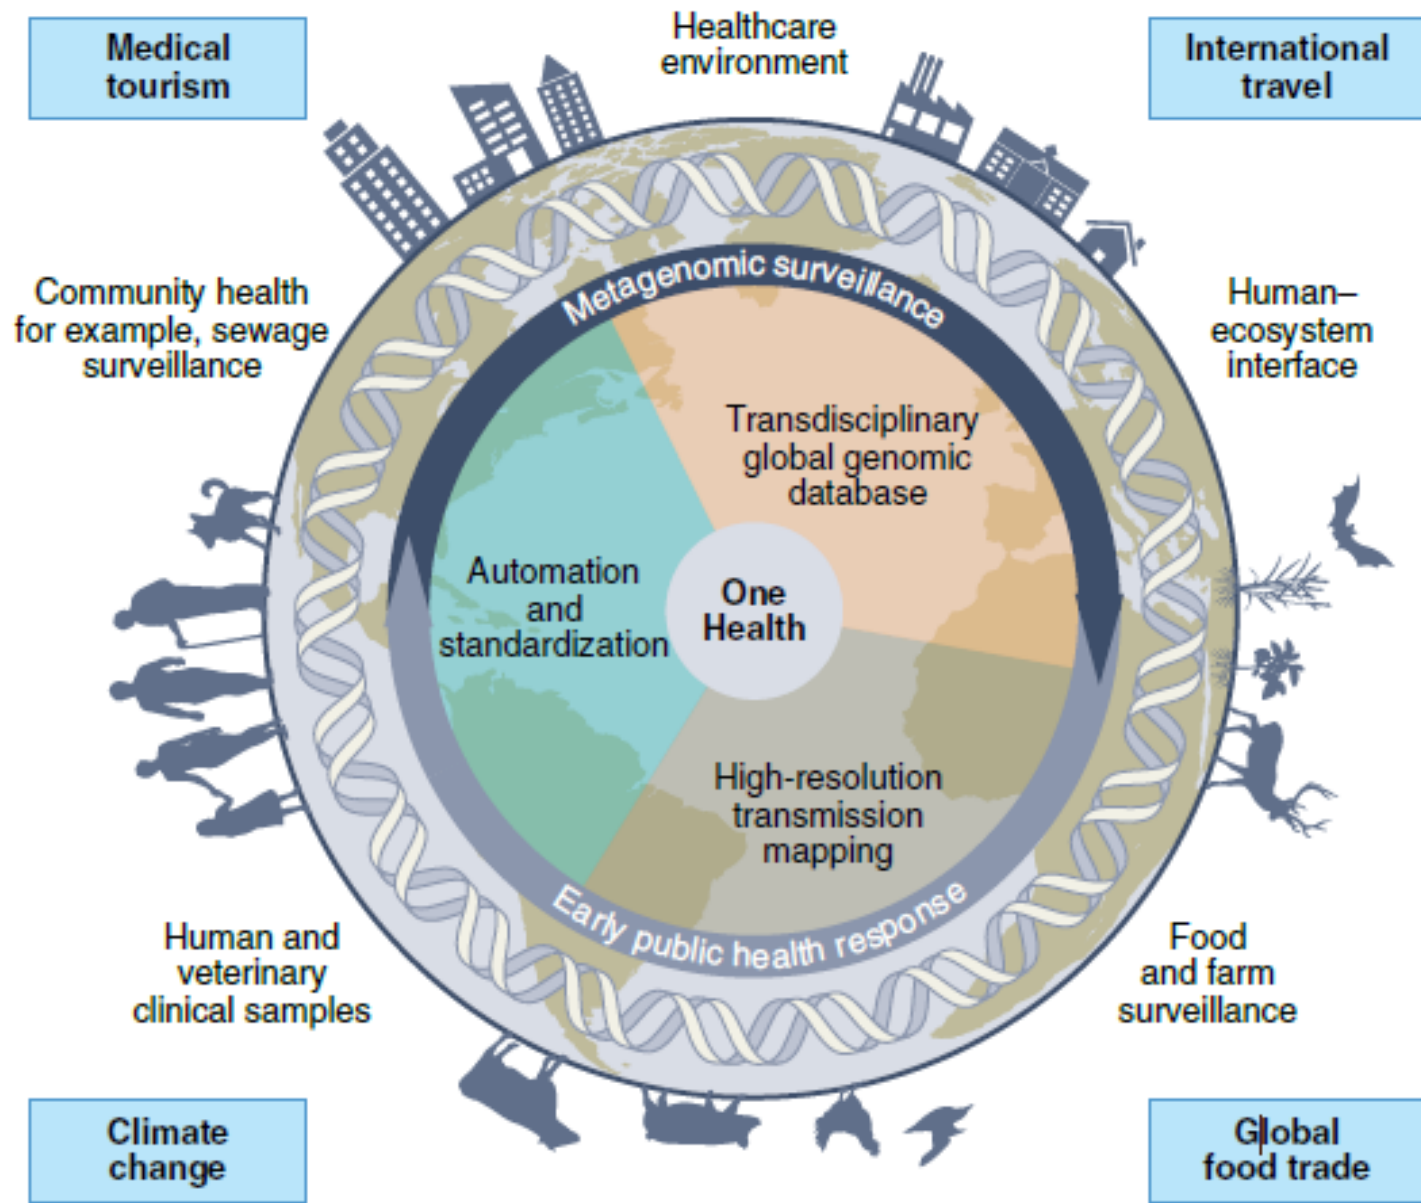 Medical
tourism
Healthcare
environment
International
travel
Community health
for example, sewage
surveillance
Metagenomic surveillance
Human–
ecosystem
interface
Transdisciplinary
global genomic
database
Automation
and
standardization
One
Health
High-resolution
transmission
mapping
Early public health response
Human and
veterinary
clinical samples
Food
and farm
surveillance
Climate
change
Global
food trade